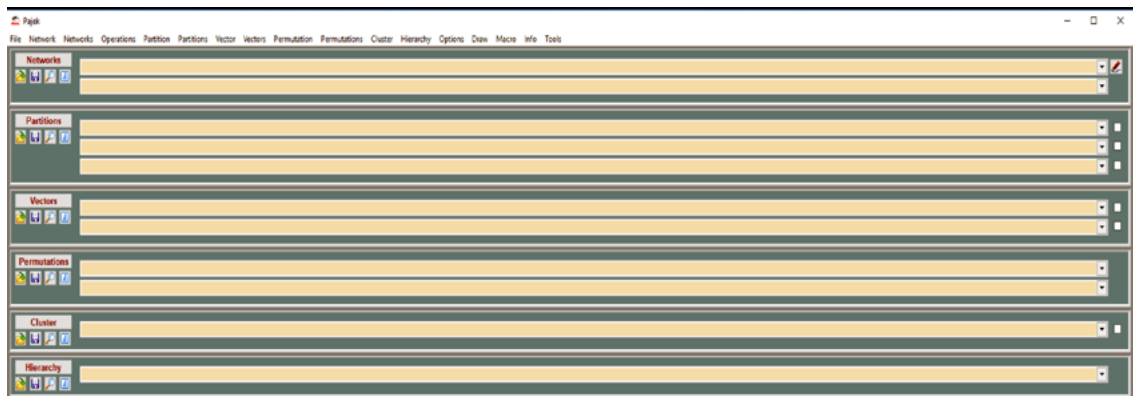 Pajek
File Network Networks Operations Partition Partitions Vector Vectors Permutation Permutations Cluster Hierarchy Options Draw Macro Info Tools
Networks
Partitions
Vectors
Permutations
Cluster
Hierarchy